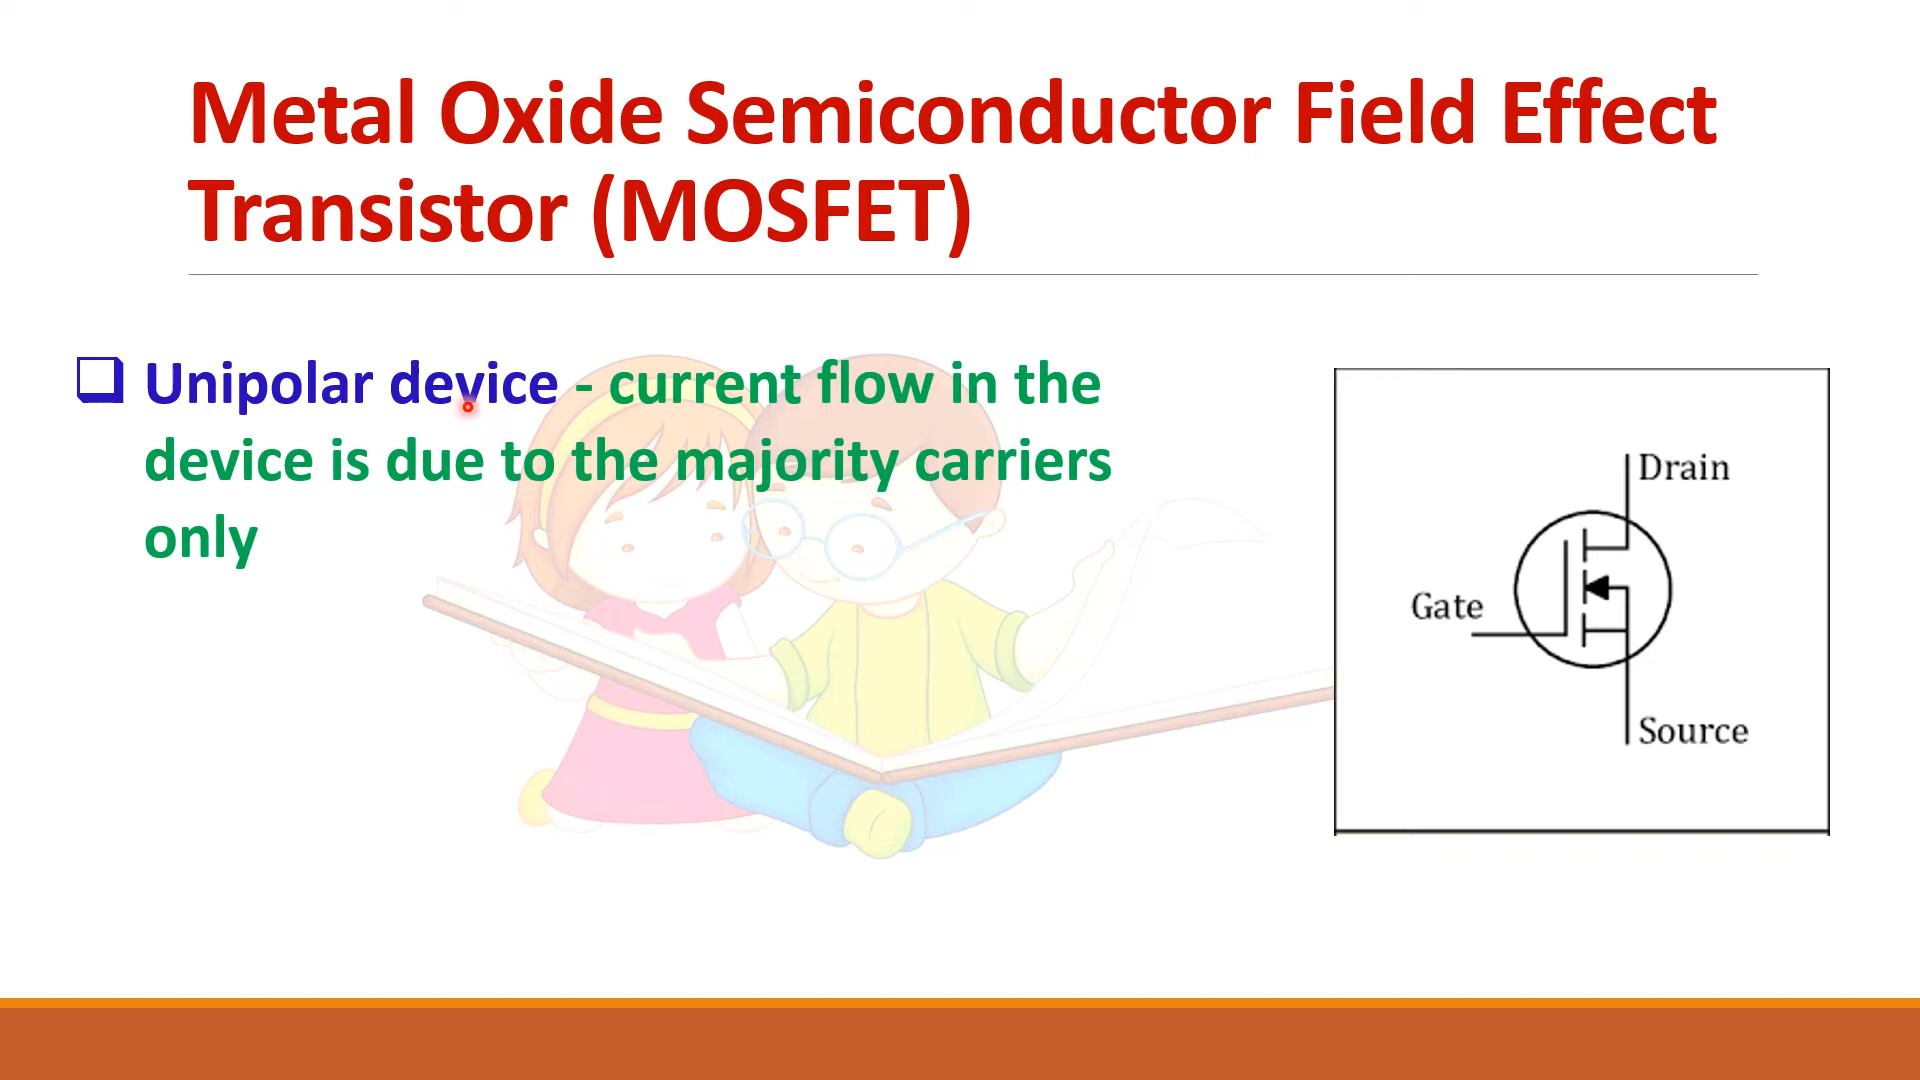 Metal Oxide Semiconductor Field Effect
Transistor (MOSFET)
Unipolar device - current flow in the
device is due to the majority carriers
only
Drain
Gate
Source